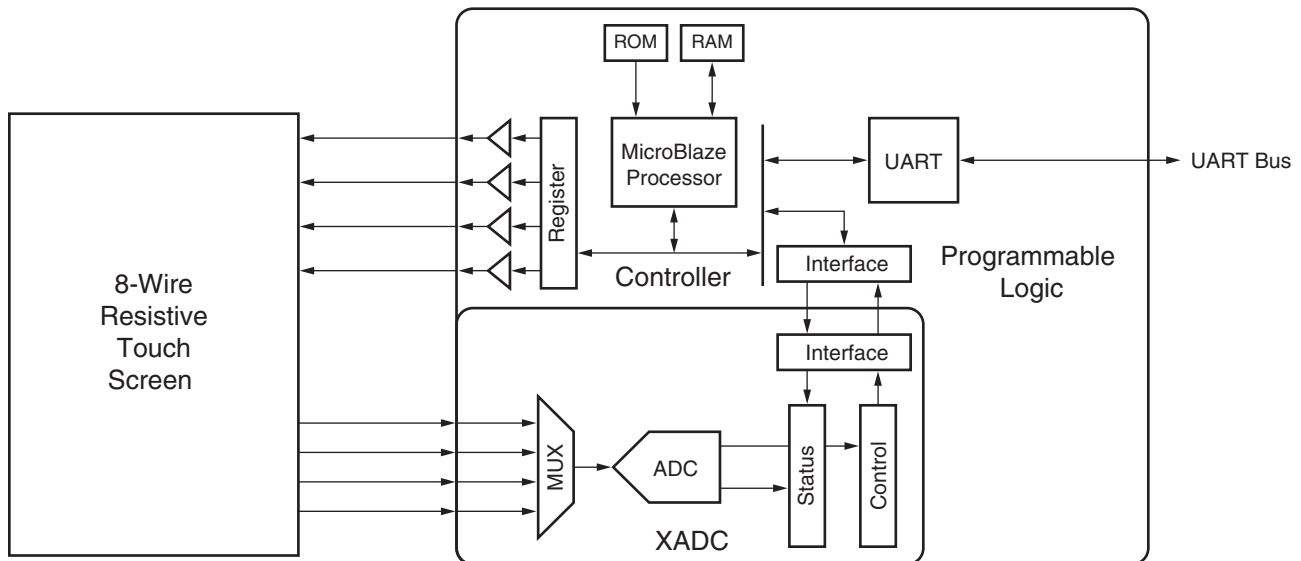 ROM
RAM
MicroBlaze
Processor
UART
UART Bus
Register
Controller
Interface
Programmable
Logic
8-Wire
Resistive
Touch
Screen
Interface
MUX
ADC
Status
Control
XADC